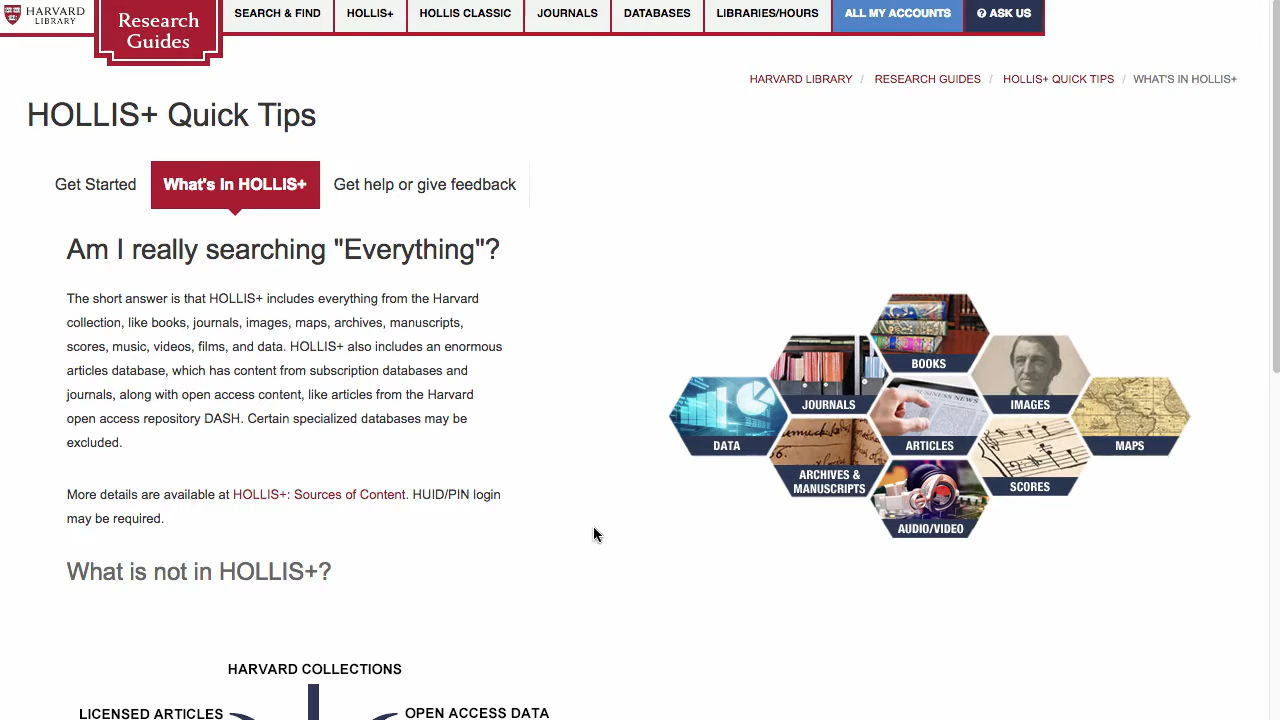 HARVARD
LIBRARY
Research
Guides
SEARCH & FIND
HOLLIS+
HOLLIS CLASSIC
JOURNALS
DATABASES
LIBRARIES/HOURS
ALL MY ACCOUNTS
ASK US
HARVARD LIBRARY / RESEARCH GUIDES / HOLLIS+ QUICK TIPS / WHAT'S IN HOLLIS+
HOLLIS+ Quick Tips
Get Started
What's In HOLLIS+
Get help or give feedback
Am I really searching "Everything"?
The short answer is that HOLLIS+ includes everything from the Harvard
collection, like books, journals, images, maps, archives, manuscripts,
scores, music, videos, films, and data. HOLLIS+ also includes an enormous
articles database, which has content from subscription databases and
journals, along with open access content, like articles from the Harvard
open access repository DASH. Certain specialized databases may be
excluded.
More details are available at HOLLIS+: Sources of Content. HUID/PIN login
may be required.
What is not in HOLLIS+?
HARVARD COLLECTIONS
LICENSED ARTICLES
OPEN ACCESS DATA
BOOKS
JOURNALS
IMAGES
BUSINESS NEWS
DATA
ARTICLES
MAPS
ARCHIVES &
MANUSCRIPTS
SCORES
AUDIO/VIDEO